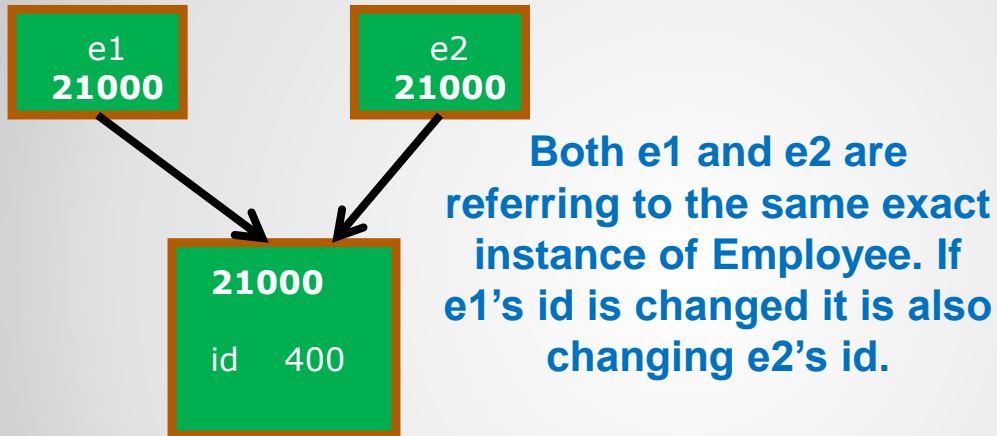 e1
21000
e2
21000
Both e1 and e2 are
referring to the same exact
instance of Employee. If
e1’s id is changed it is also
changing e2’s id.
21000
id 400